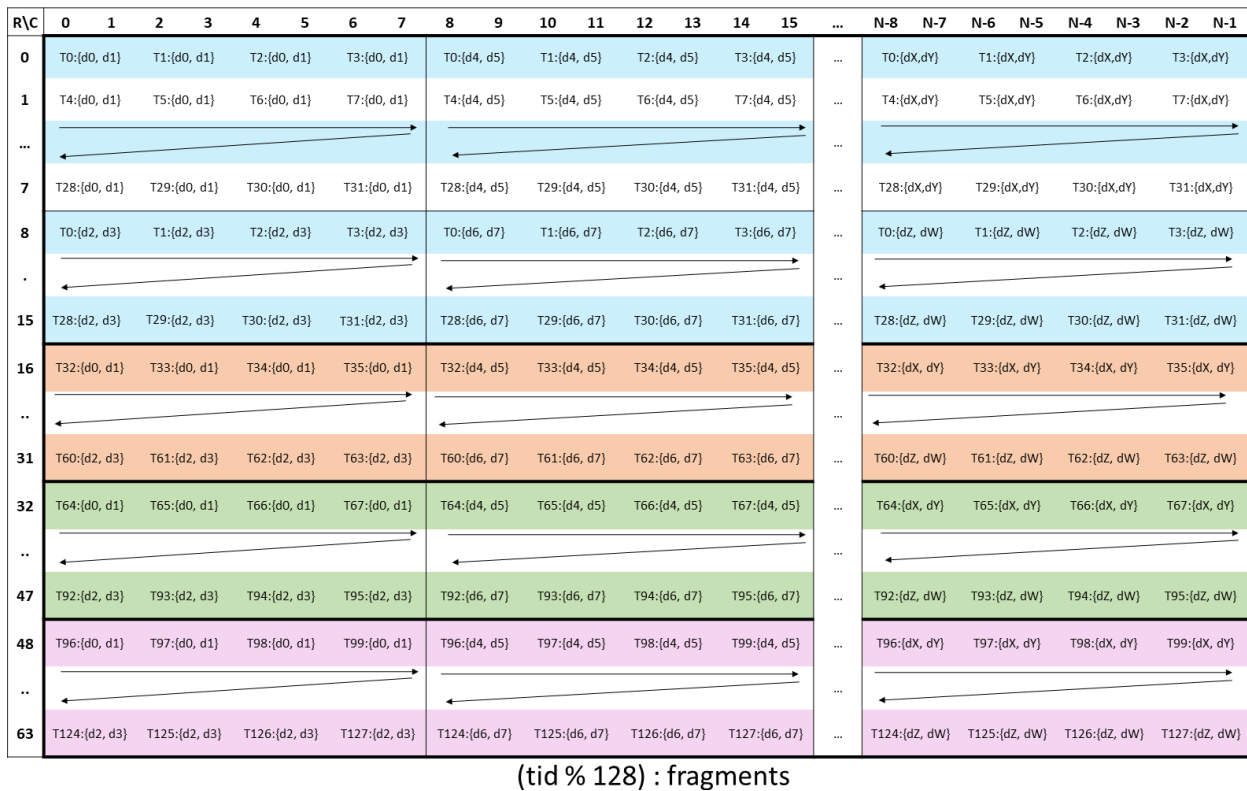 R\C 0 1 2 3 4 5 6 7 8 9 10 11 12 13 14 15 ... N-8 N-7 N-6 N-5 N-4 N-3 N-2 N-1
0 T0:{d0, d1} T1:{d0, d1} T2:{d0, d1} T3:{d0, d1} T0:{d4, d5} T1:{d4, d5} T2:{d4, d5} T3:{d4, d5} ... T0:{dX,dY} T1:{dX,dY} T2:{dX,dY} T3:{dX,dY}
1 T4:{d0, d1} T5:{d0, d1} T6:{d0, d1} T7:{d0, d1} T4:{d4, d5} T5:{d4, d5} T6:{d4, d5} T7:{d4, d5} ... T4:{dX,dY} T5:{dX,dY} T6:{dX,dY} T7:{dX,dY}
... ...
7 T28:{d0, d1} T29:{d0, d1} T30:{d0, d1} T31:{d0, d1} T28:{d4, d5} T29:{d4, d5} T30:{d4, d5} T31:{d4, d5} ... T28:{dX,dY} T29:{dX,dY} T30:{dX,dY} T31:{dX,dY}
8 T0:{d2, d3} T1:{d2, d3} T2:{d2, d3} T3:{d2, d3} T0:{d6, d7} T1:{d6, d7} T2:{d6, d7} T3:{d6, d7} ... T0:{dZ, dW} T1:{dZ, dW} T2:{dZ, dW} T3:{dZ, dW}
. ...
15 T28:{d2, d3} T29:{d2, d3} T30:{d2, d3} T31:{d2, d3} T28:{d6, d7} T29:{d6, d7} T30:{d6, d7} T31:{d6, d7} ... T28:{dZ, dW} T29:{dZ, dW} T30:{dZ, dW} T31:{dZ, dW}
16 T32:{d0, d1} T33:{d0, d1} T34:{d0, d1} T35:{d0, d1} T32:{d4, d5} T33:{d4, d5} T34:{d4, d5} T35:{d4, d5} ... T32:{dX, dY} T33:{dX, dY} T34:{dX, dY} T35:{dX, dY}
.. ...
31 T60:{d2, d3} T61:{d2, d3} T62:{d2, d3} T63:{d2, d3} T60:{d6, d7} T61:{d6, d7} T62:{d6, d7} T63:{d6, d7} ... T60:{dZ, dW} T61:{dZ, dW} T62:{dZ, dW} T63:{dZ, dW}
32 T64:{d0, d1} T65:{d0, d1} T66:{d0, d1} T67:{d0, d1} T64:{d4, d5} T65:{d4, d5} T66:{d4, d5} T67:{d4, d5} ... T64:{dX, dY} T65:{dX, dY} T66:{dX, dY} T67:{dX, dY}
.. ...
47 T92:{d2, d3} T93:{d2, d3} T94:{d2, d3} T95:{d2, d3} T92:{d6, d7} T93:{d6, d7} T94:{d6, d7} T95:{d6, d7} ... T92:{dZ, dW} T93:{dZ, dW} T94:{dZ, dW} T95:{dZ, dW}
48 T96:{d0, d1} T97:{d0, d1} T98:{d0, d1} T99:{d0, d1} T96:{d4, d5} T97:{d4, d5} T98:{d4, d5} T99:{d4, d5} ... T96:{dX, dY} T97:{dX, dY} T98:{dX, dY} T99:{dX, dY}
.. ...
63 T124:{d2, d3} T125:{d2, d3} T126:{d2, d3} T127:{d2, d3} T124:{d6, d7} T125:{d6, d7} T126:{d6, d7} T127:{d6, d7} ... T124:{dZ, dW} T125:{dZ, dW} T126:{dZ, dW} T127:{dZ, dW}
(tid % 128) : fragments